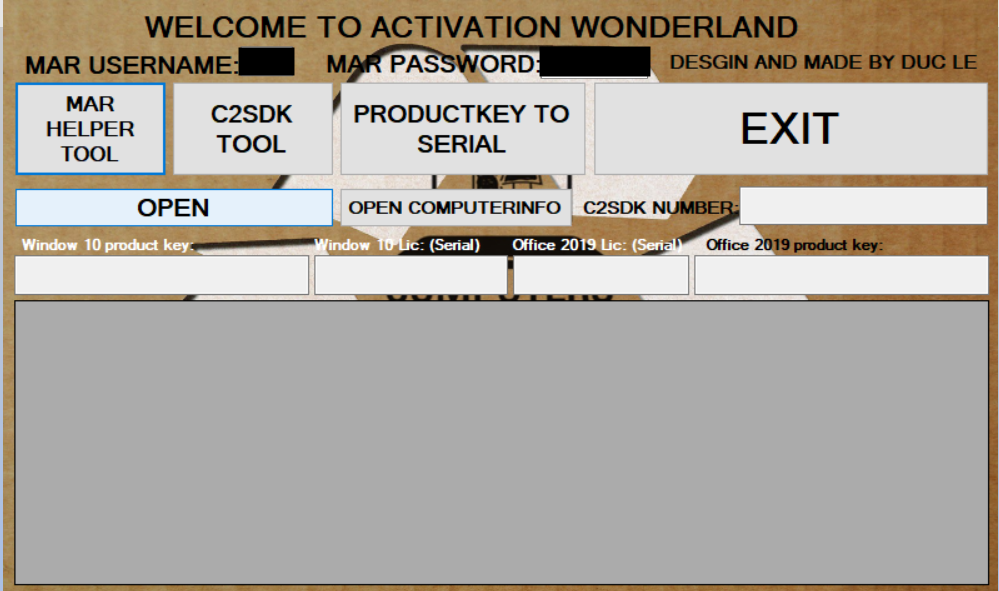 WELCOME TO ACTIVATION WONDERLAND
MAR USERNAME:
MAR PASSWORD:
DESGIN AND MADE BY DUC LE
MAR
HELPER
TOOL
C2SDK
TOOL
PRODUCTKEY TO
SERIAL
EXIT
OPEN
OPEN COMPUTERINFO
C2SDK NUMBER:
Window 10 product key:
Window 10 Lic: (Serial)
Office 2019 Lic: (Serial)
Office 2019 product key:
COMPUTERS